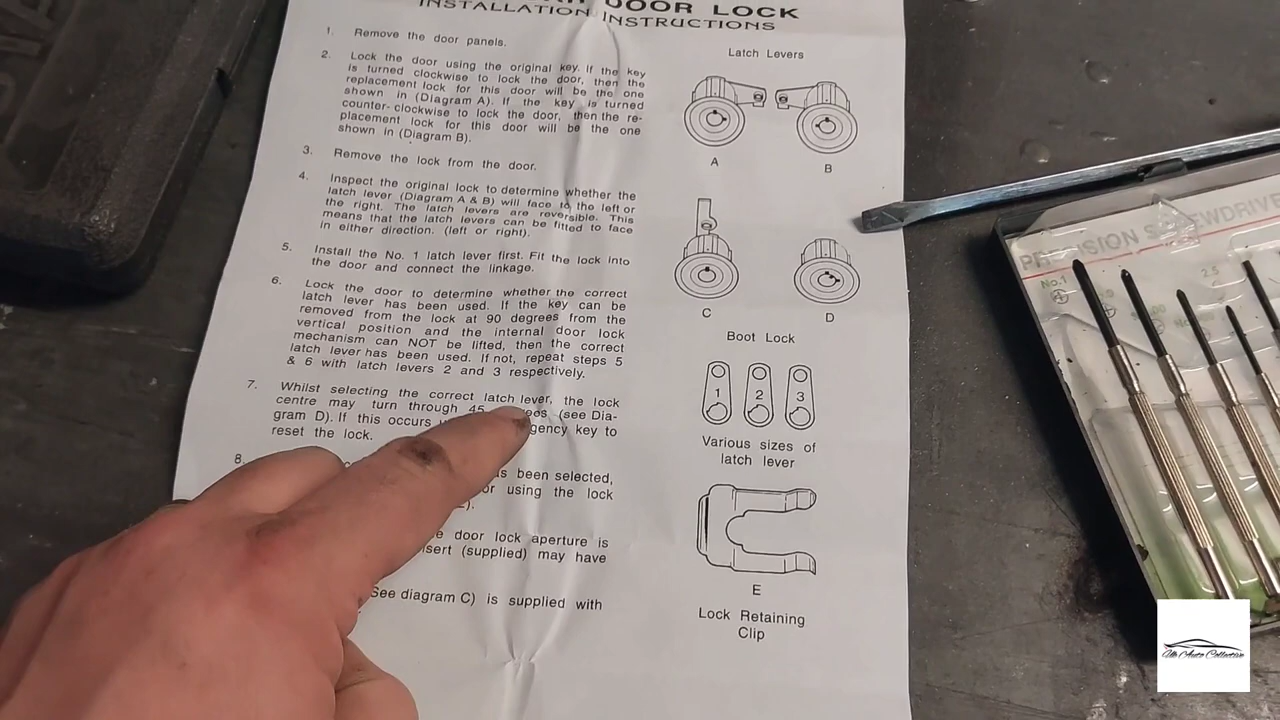 DOOR LOCK
INSTALLATION INSTRUCTIONS
1. Remove the door panels.
2. Lock the door using the original key. If the key
is turned clockwise to lock the door, then the
replacement lock for this door will be the one
shown in (Diagram A). If the key is turned
counter- clockwise to lock the door, then the re-
placement lock for this door will be the one
shown in (Diagram B).
3. Remove the lock from the door.
4. Inspect the original lock to determine whether the
latch lever (Diagram A & B) will face to the left or
the right. The latch levers are reversible. This
means that the latch levers can be fitted to face
in either direction. (left or right).
5. Install the No. 1 latch lever first. Fit the lock into
the door and connect the linkage.
6. Lock the door to determine whether the correct
latch lever has been used. If the key can be
removed from the lock at 90 degrees from the
vertical position and the internal door lock
mechanism can NOT be lifted, then the correct
latch lever has been used. If not, repeat steps 5
& 6 with latch levers 2 and 3 respectively.
7. Whilst selecting the correct latch lever, the lock
centre may turn through 45 (see Dia-
gram D). If this occurs key to
reset the lock.
8.
has been selected,
using the lock
door lock aperture is
(supplied) may have
See diagram C) is supplied with
Latch Levers
A B
C D
Boot Lock
1 2 3
Various sizes of
latch lever
E
Lock Retaining
Clip
PRECISION SCREWDRIVE
No.1
2.5
Auto Collective